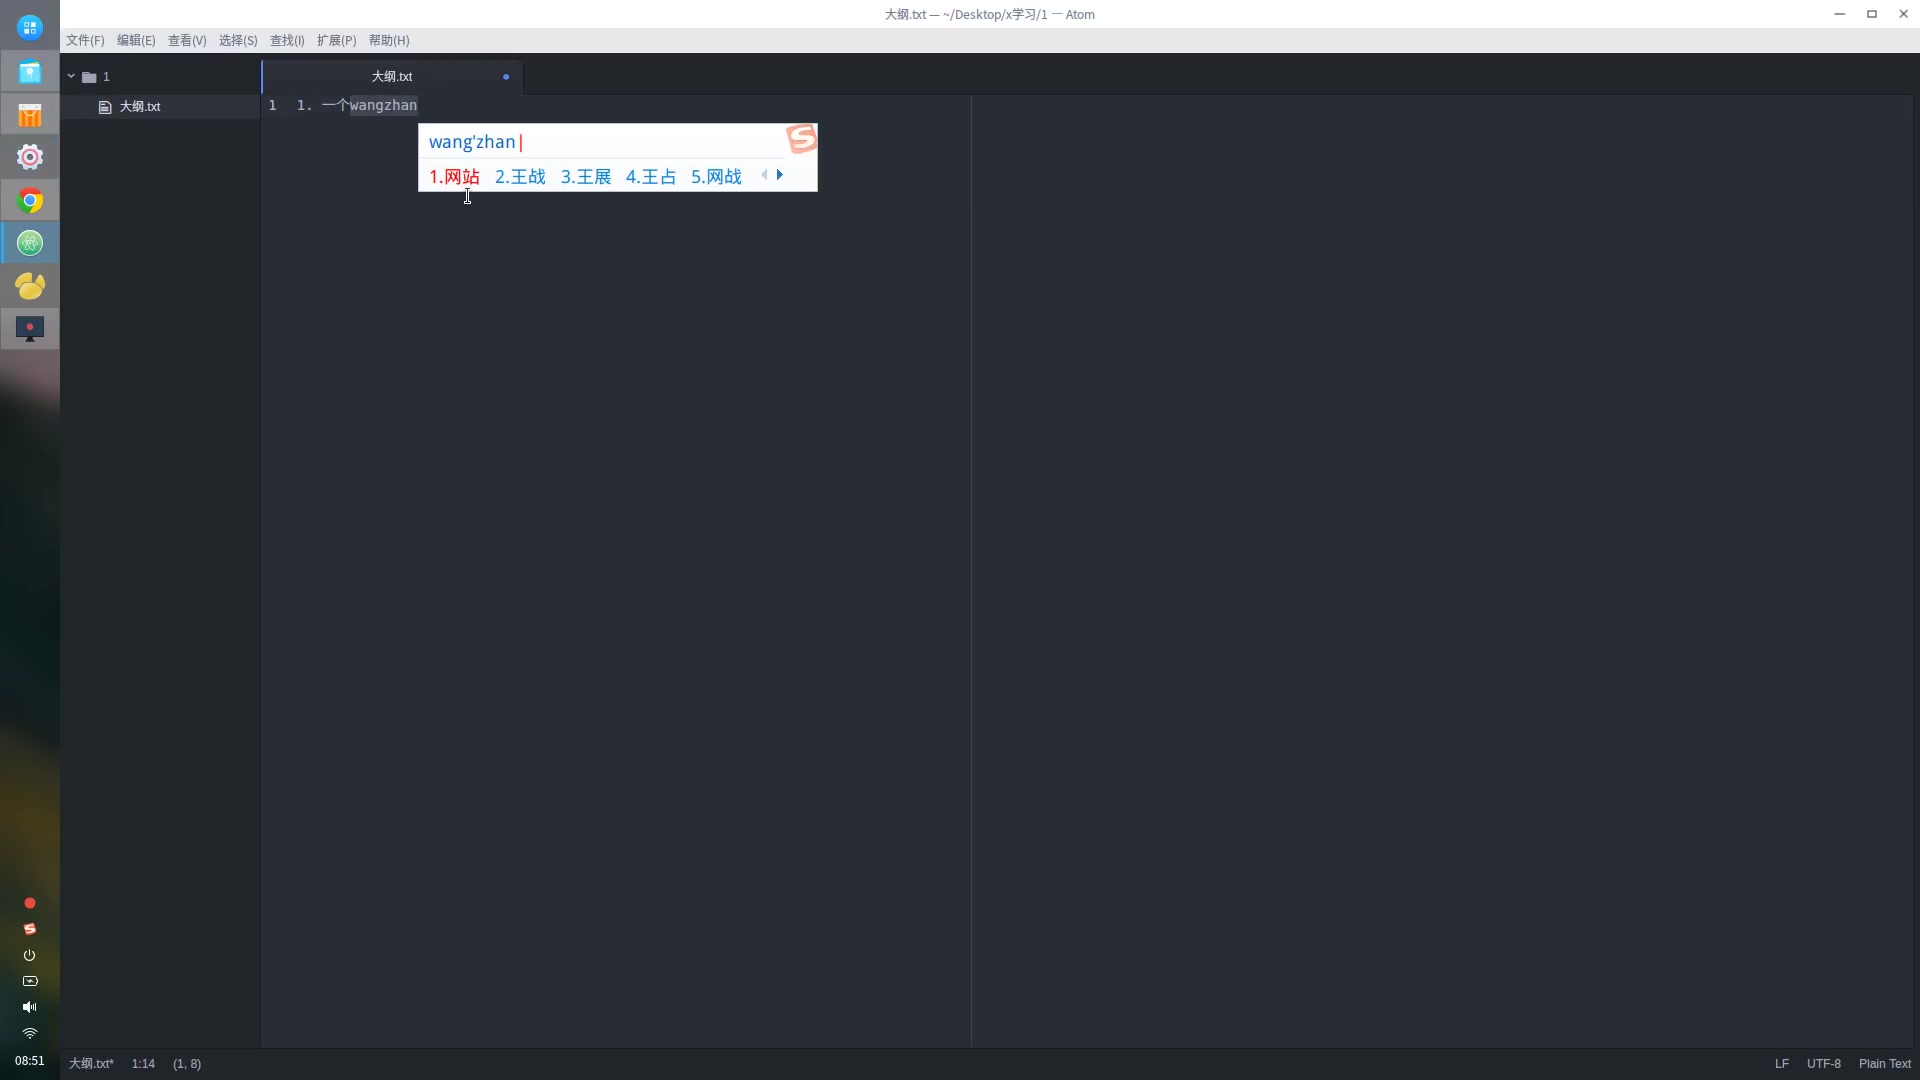 大纲.txt — ~/Desktop/x学习/1 — Atom
文件(F) 编辑(E) 查看(V) 选择(S) 查找(I) 扩展(P) 帮助(H)
1
大纲.txt
大纲.txt
1 1. 一个wangzhan
wang'zhan
1.网站 2.王战 3.王展 4.王占 5.网战
08:51
大纲.txt* 1:14 (1, 8) LF UTF-8 Plain Text